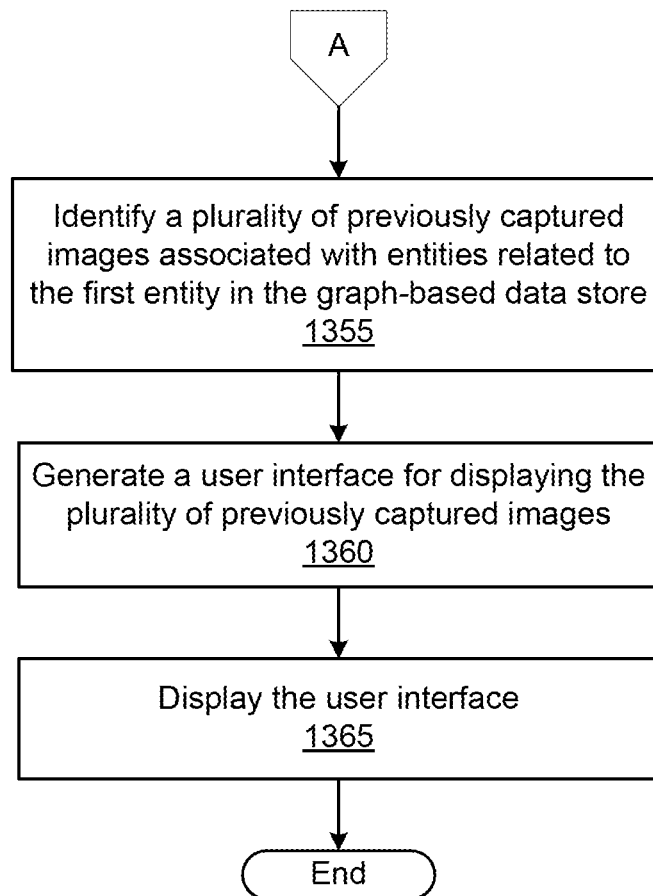 A
Identify a plurality of previously captured
images associated with entities related to
the first entity in the graph-based data store
1355
Generate a user interface for displaying the
plurality of previously captured images
1360
Display the user interface
1365
End